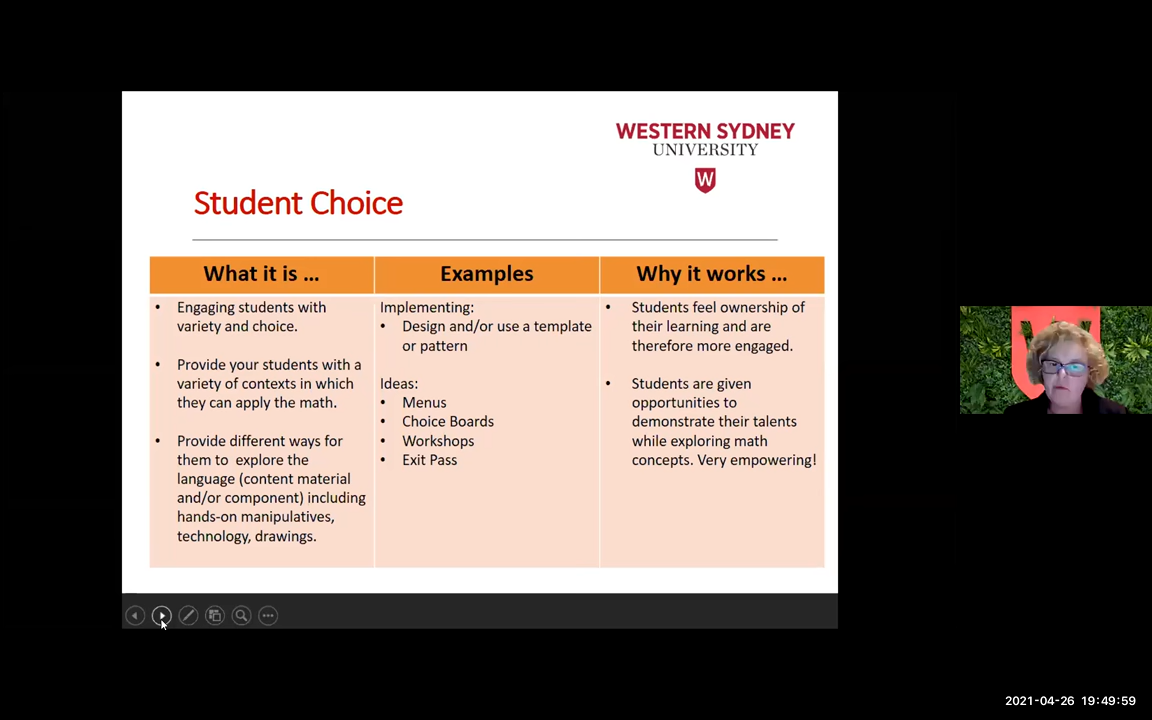 WESTERN SYDNEY
UNIVERSITY
W
Student Choice
What it is ...
Examples
Why it works ...
• Engaging students with
variety and choice.
• Provide your students with a
variety of contexts in which
they can apply the math.
• Provide different ways for
them to explore the
language (content material
and/or component) including
hands-on manipulatives,
technology, drawings.
Implementing:
• Design and/or use a template
or pattern
Ideas:
• Menus
• Choice Boards
• Workshops
• Exit Pass
• Students feel ownership of
their learning and are
therefore more engaged.
• Students are given
opportunities to
demonstrate their talents
while exploring math
concepts. Very empowering!
2021-04-26 19:49:59